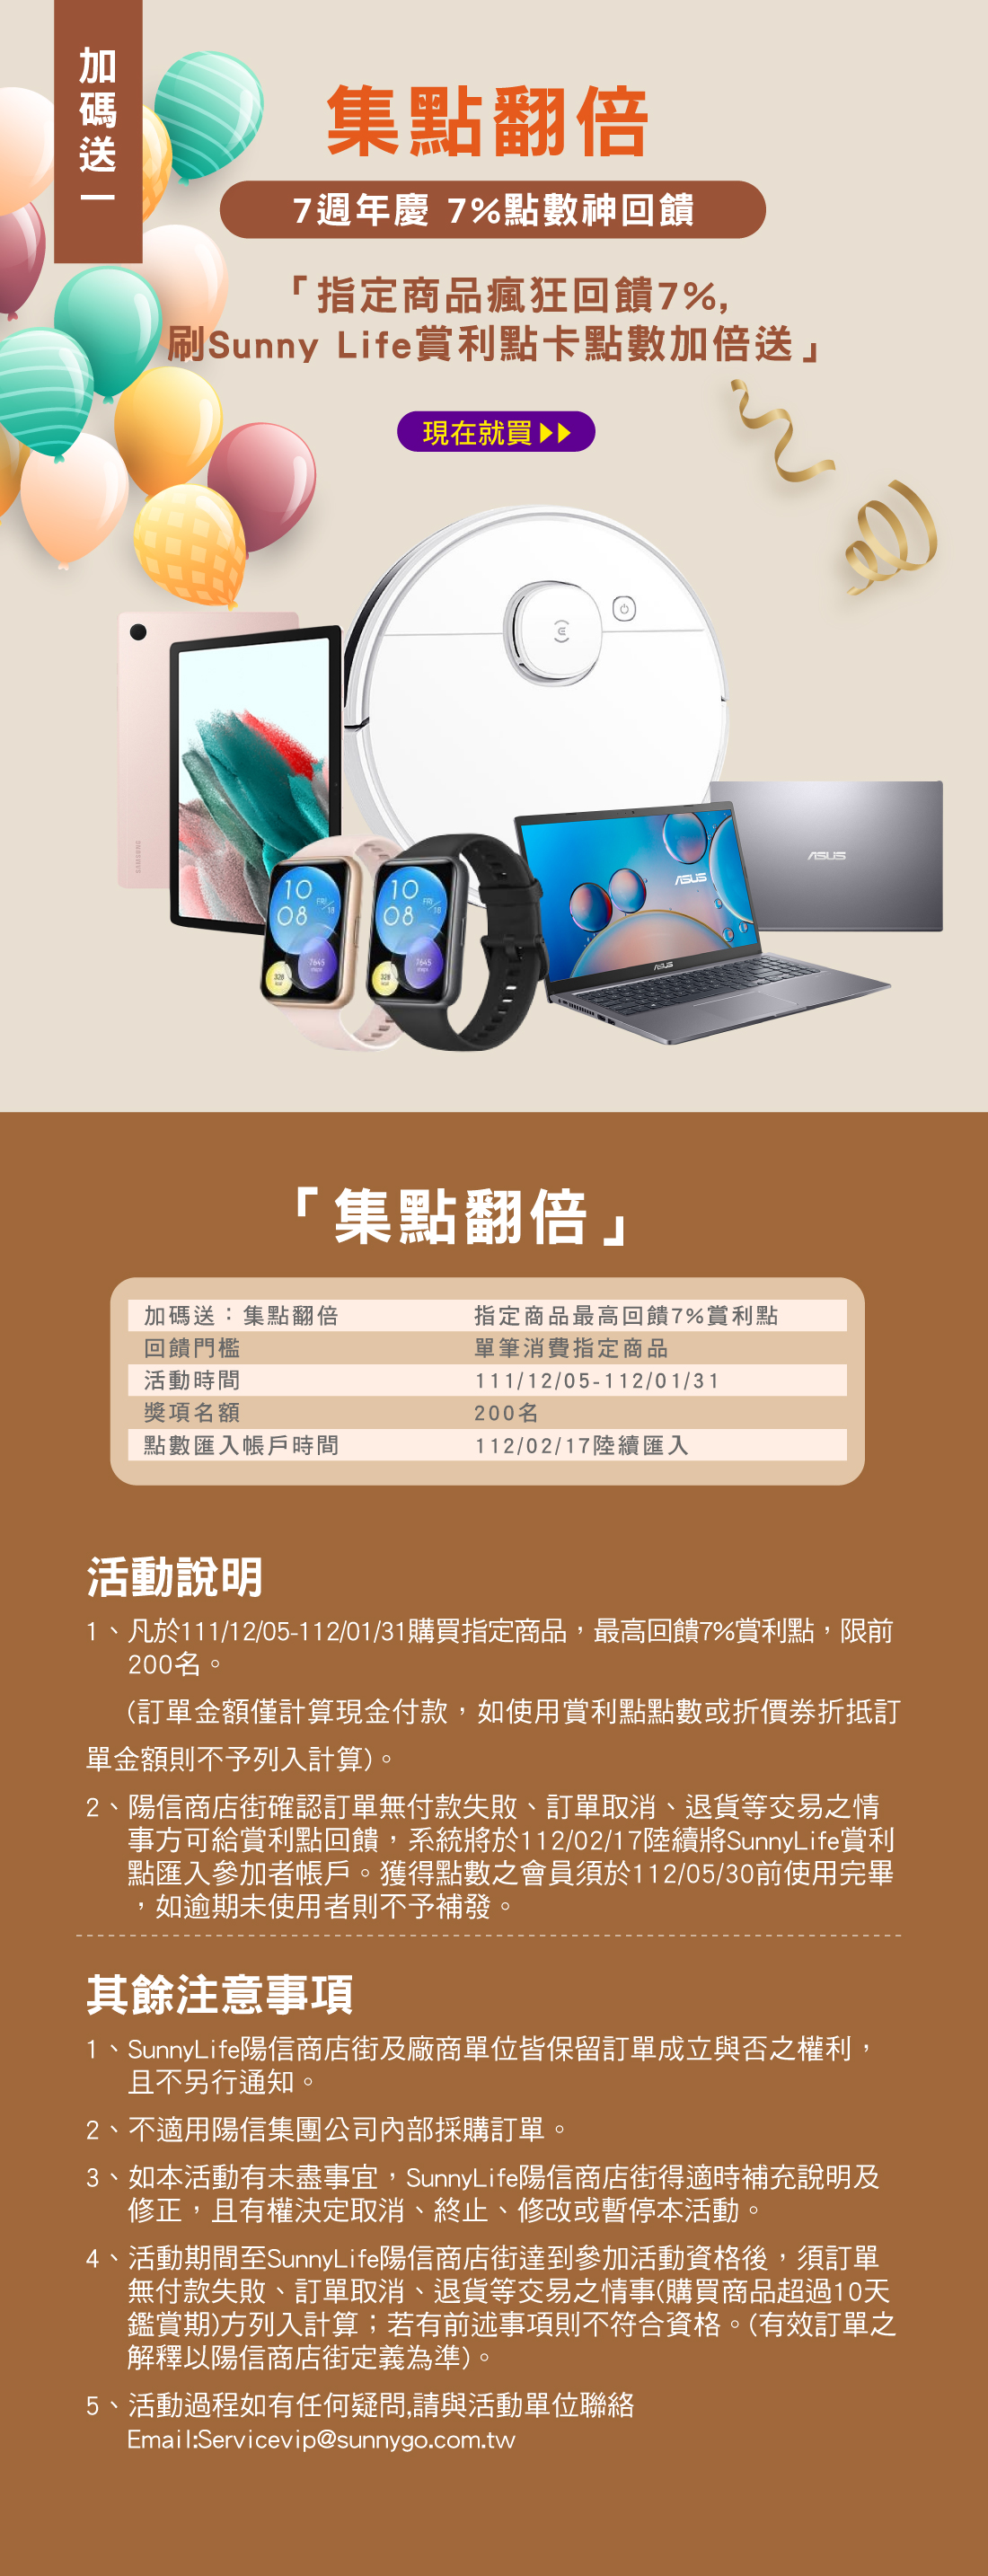 加碼送一
集點翻倍
7週年慶 7%點數神回饋
「指定商品瘋狂回饋7%,
刷Sunny Life賞利點卡點數加倍送」
現在就買
SAMSUNG
10
08
FRI
18
7645
steps
328
kcal
10
08
FRI
18
7645
steps
328
kcal
ASUS
ASUS
ASUS
「集點翻倍」
加碼送：集點翻倍 指定商品最高回饋7%賞利點
回饋門檻 單筆消費指定商品
活動時間 111/12/05-112/01/31
獎項名額 200名
點數匯入帳戶時間 112/02/17陸續匯入
活動說明
1、凡於111/12/05-112/01/31購買指定商品，最高回饋7%賞利點，限前
200名。
(訂單金額僅計算現金付款，如使用賞利點點數或折價券折抵訂
單金額則不予列入計算)。
2、陽信商店街確認訂單無付款失敗、訂單取消、退貨等交易之情
事方可給賞利點回饋，系統將於112/02/17陸續將SunnyLife賞利
點匯入參加者帳戶。獲得點數之會員須於112/05/30前使用完畢
，如逾期未使用者則不予補發。
其餘注意事項
1、SunnyLife陽信商店街及廠商單位皆保留訂單成立與否之權利，
且不另行通知。
2、不適用陽信集團公司內部採購訂單。
3、如本活動有未盡事宜，SunnyLife陽信商店街得適時補充說明及
修正，且有權決定取消、終止、修改或暫停本活動。
4、活動期間至SunnyLife陽信商店街達到參加活動資格後，須訂單
無付款失敗、訂單取消、退貨等交易之情事(購買商品超過10天
鑑賞期)方列入計算；若有前述事項則不符合資格。(有效訂單之
解釋以陽信商店街定義為準)。
5、活動過程如有任何疑問,請與活動單位聯絡
Email:Servicevip@sunnygo.com.tw